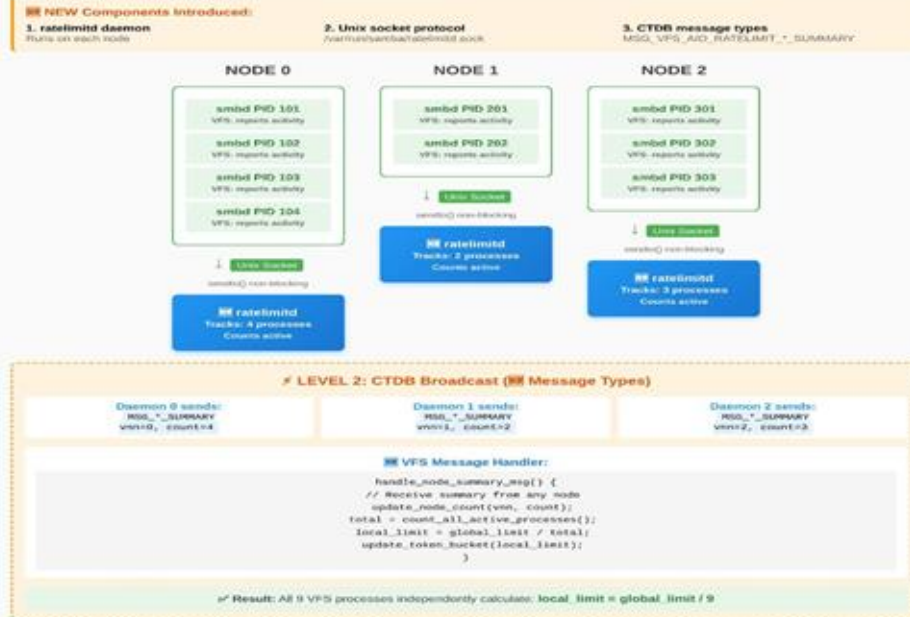 NEW Components Introduced:
1. ratelimitd daemon
Runs on each node
2. Unix socket protocol
/var/run/samba/ratelimitd.sock
3. CTDB message types
MSG_VFS_AIO_RATELIMIT_*_SUMMARY
NODE 0
smbd PID 101
VFS: reports activity
smbd PID 102
VFS: reports activity
smbd PID 103
VFS: reports activity
smbd PID 104
VFS: reports activity
↓ Unix Socket
sendto() non-blocking
ratelimitd
Tracks: 4 processes
Counts active
NODE 1
smbd PID 201
VFS: reports activity
smbd PID 202
VFS: reports activity
↓ Unix Socket
sendto() non-blocking
ratelimitd
Tracks: 2 processes
Counts active
NODE 2
smbd PID 301
VFS: reports activity
smbd PID 302
VFS: reports activity
smbd PID 303
VFS: reports activity
↓ Unix Socket
sendto() non-blocking
ratelimitd
Tracks: 3 processes
Counts active
⚡ LEVEL 2: CTDB Broadcast (🆕 Message Types)
Daemon 0 sends:
MSG_*_SUMMARY
vnn=0, count=4
Daemon 1 sends:
MSG_*_SUMMARY
vnn=1, count=2
Daemon 2 sends:
MSG_*_SUMMARY
vnn=2, count=3
🆕 VFS Message Handler:
handle_node_summary_msg() {
// Receive summary from any node
update_node_count(vnn, count);
total = count_all_active_processes();
local_limit = global_limit / total;
update_token_bucket(local_limit);
}
✅ Result: All 9 VFS processes independently calculate: local_limit = global_limit / 9